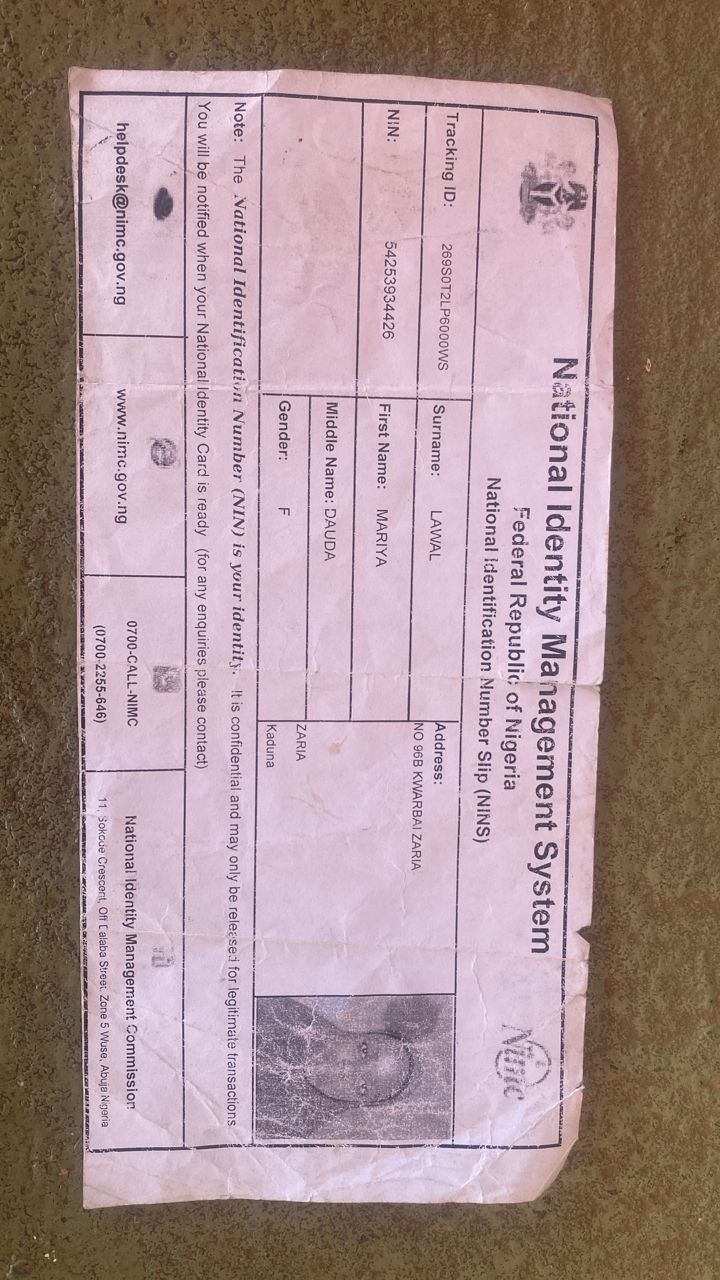 National Identity Management System
Federal Republic of Nigeria
National Identification Number Slip (NINS)
Nimc
Tracking ID: 269S0T2LP6000WS
Surname: LAWAL
Address:
NO 96B KWARBAI ZARIA
NIN: 54253934426
First Name: MARIYA
Middle Name: DAUDA
ZARIA
Gender: F
Kaduna
Note: The National Identification Number (NIN) is your identity. It is confidential and may only be released for legitimate transactions
You will be notified when your National Identity Card is ready (for any enquiries please contact)
helpdesk@nimc.gov.ng
www.nimc.gov.ng
0700-CALL-NIMC
(0700-2255-646)
National Identity Management Commission
11, Sokode Crescent, Off Dalaba Street, Zone 5 Wuse, Abuja Nigeria